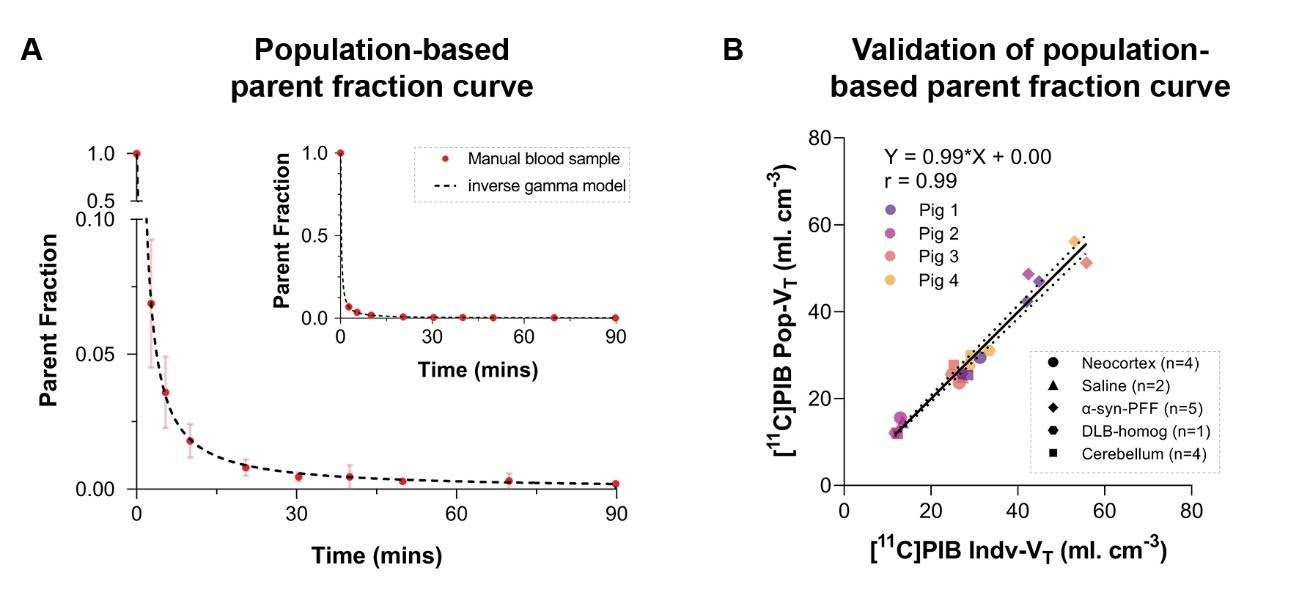 A
Population-based
parent fraction curve
Parent Fraction
1.0
0.5
0.10
0.05
0.00
0
30
60
90
Time (mins)
Parent Fraction
1.0
0.5
0.0
0
30
60
90
Time (mins)
Manual blood sample
inverse gamma model
B
Validation of population-
based parent fraction curve
[¹¹C]PIB Pop-V_T (ml. cm⁻³)
80
60
40
20
0
0
20
40
60
80
[¹¹C]PIB Indv-V_T (ml. cm⁻³)
Y = 0.99*X + 0.00
r = 0.99
Pig 1
Pig 2
Pig 3
Pig 4
Neocortex (n=4)
Saline (n=2)
α-syn-PFF (n=5)
DLB-homog (n=1)
Cerebellum (n=4)